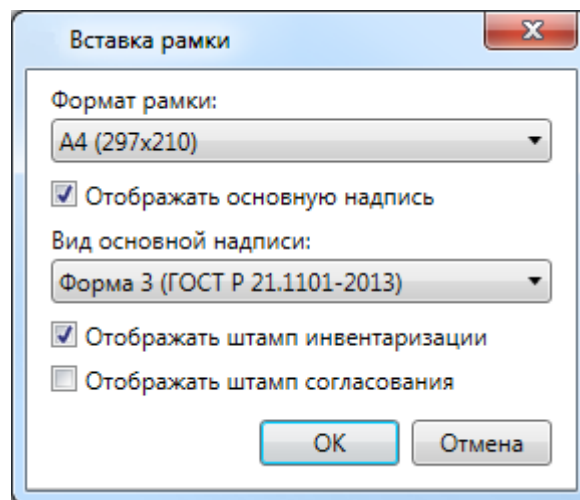 Вставка рамки
Формат рамки:
A4 (297x210)
Отображать основную надпись
Вид основной надписи:
Форма 3 (ГОСТ Р 21.1101-2013)
Отображать штамп инвентаризации
Отображать штамп согласования
OK Отмена